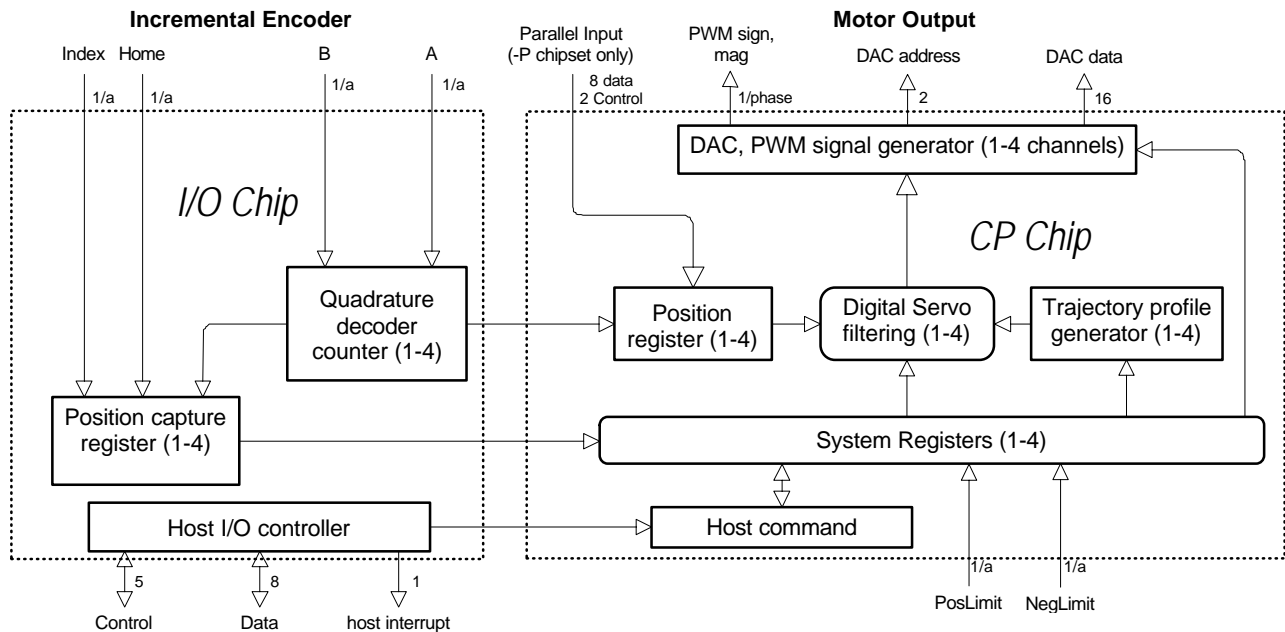 Incremental Encoder
Motor Output
Index
Home
B
A
Parallel Input
(-P chipset only)
PWM sign,
mag
DAC address
DAC data
1/a
1/a
1/a
1/a
8 data
2 Control
1/phase
2
16
DAC, PWM signal generator (1-4 channels)
I/O Chip
CP Chip
Quadrature
decoder
counter (1-4)
Position
register (1-4)
Digital Servo
filtering (1-4)
Trajectory profile
generator (1-4)
Position capture
register (1-4)
System Registers (1-4)
Host I/O controller
Host command
5
8
1
1/a
1/a
Control
Data
host interrupt
PosLimit
NegLimit